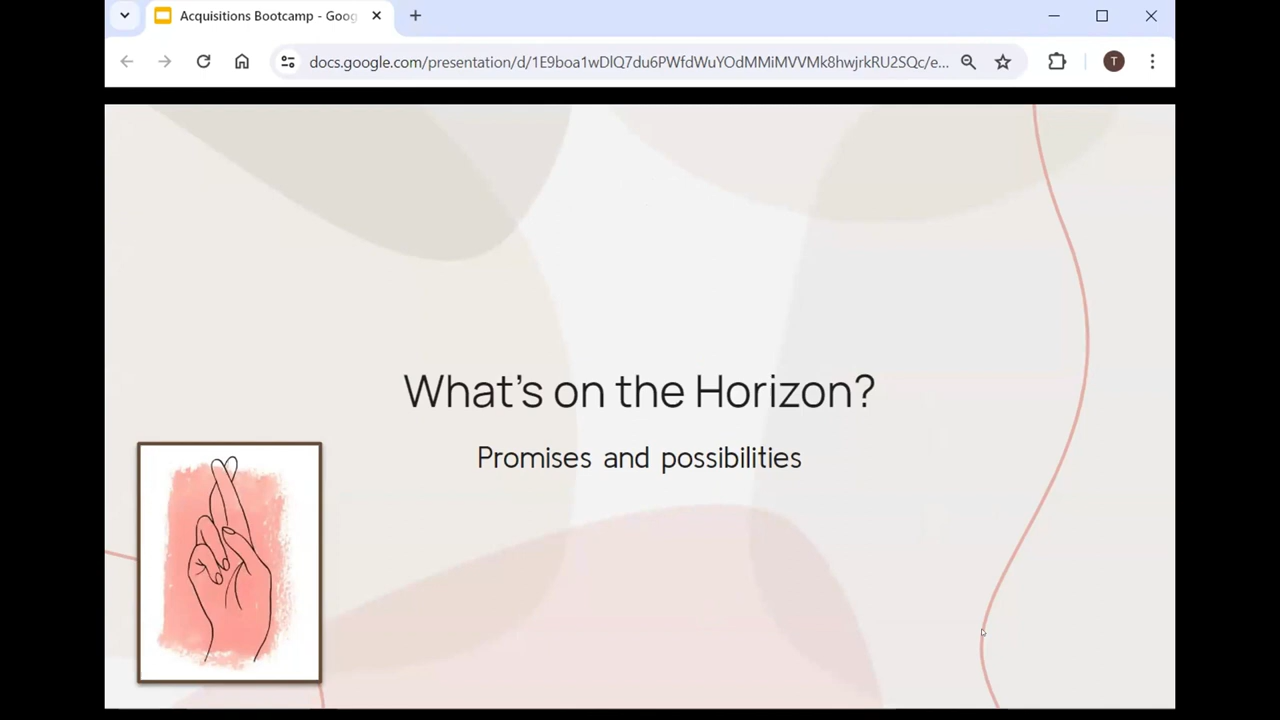 Acquisitions Bootcamp - Goog
docs.google.com/presentation/d/1E9boa1wDlQ7du6PWfdWuYOdMMiMVVMk8hwjrkRU2SQc/e...
T
What's on the Horizon?
Promises and possibilities